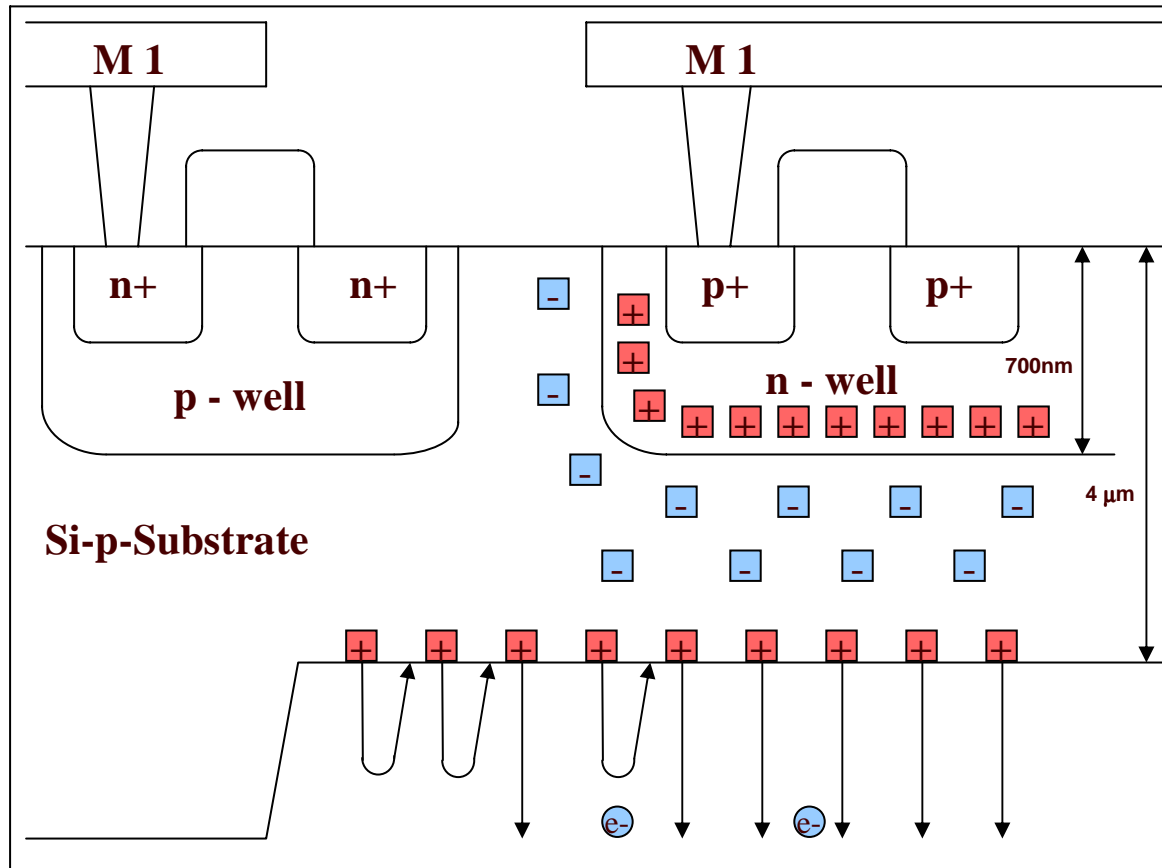 M 1
M 1
n+
n+
p+
p+
-
+
+
700nm
p - well
n - well
-
+
+ + + + + + + +
-
- - - -
4 μm
Si-p-Substrate
- - - -
+ + + + + + + + +
e-
e-